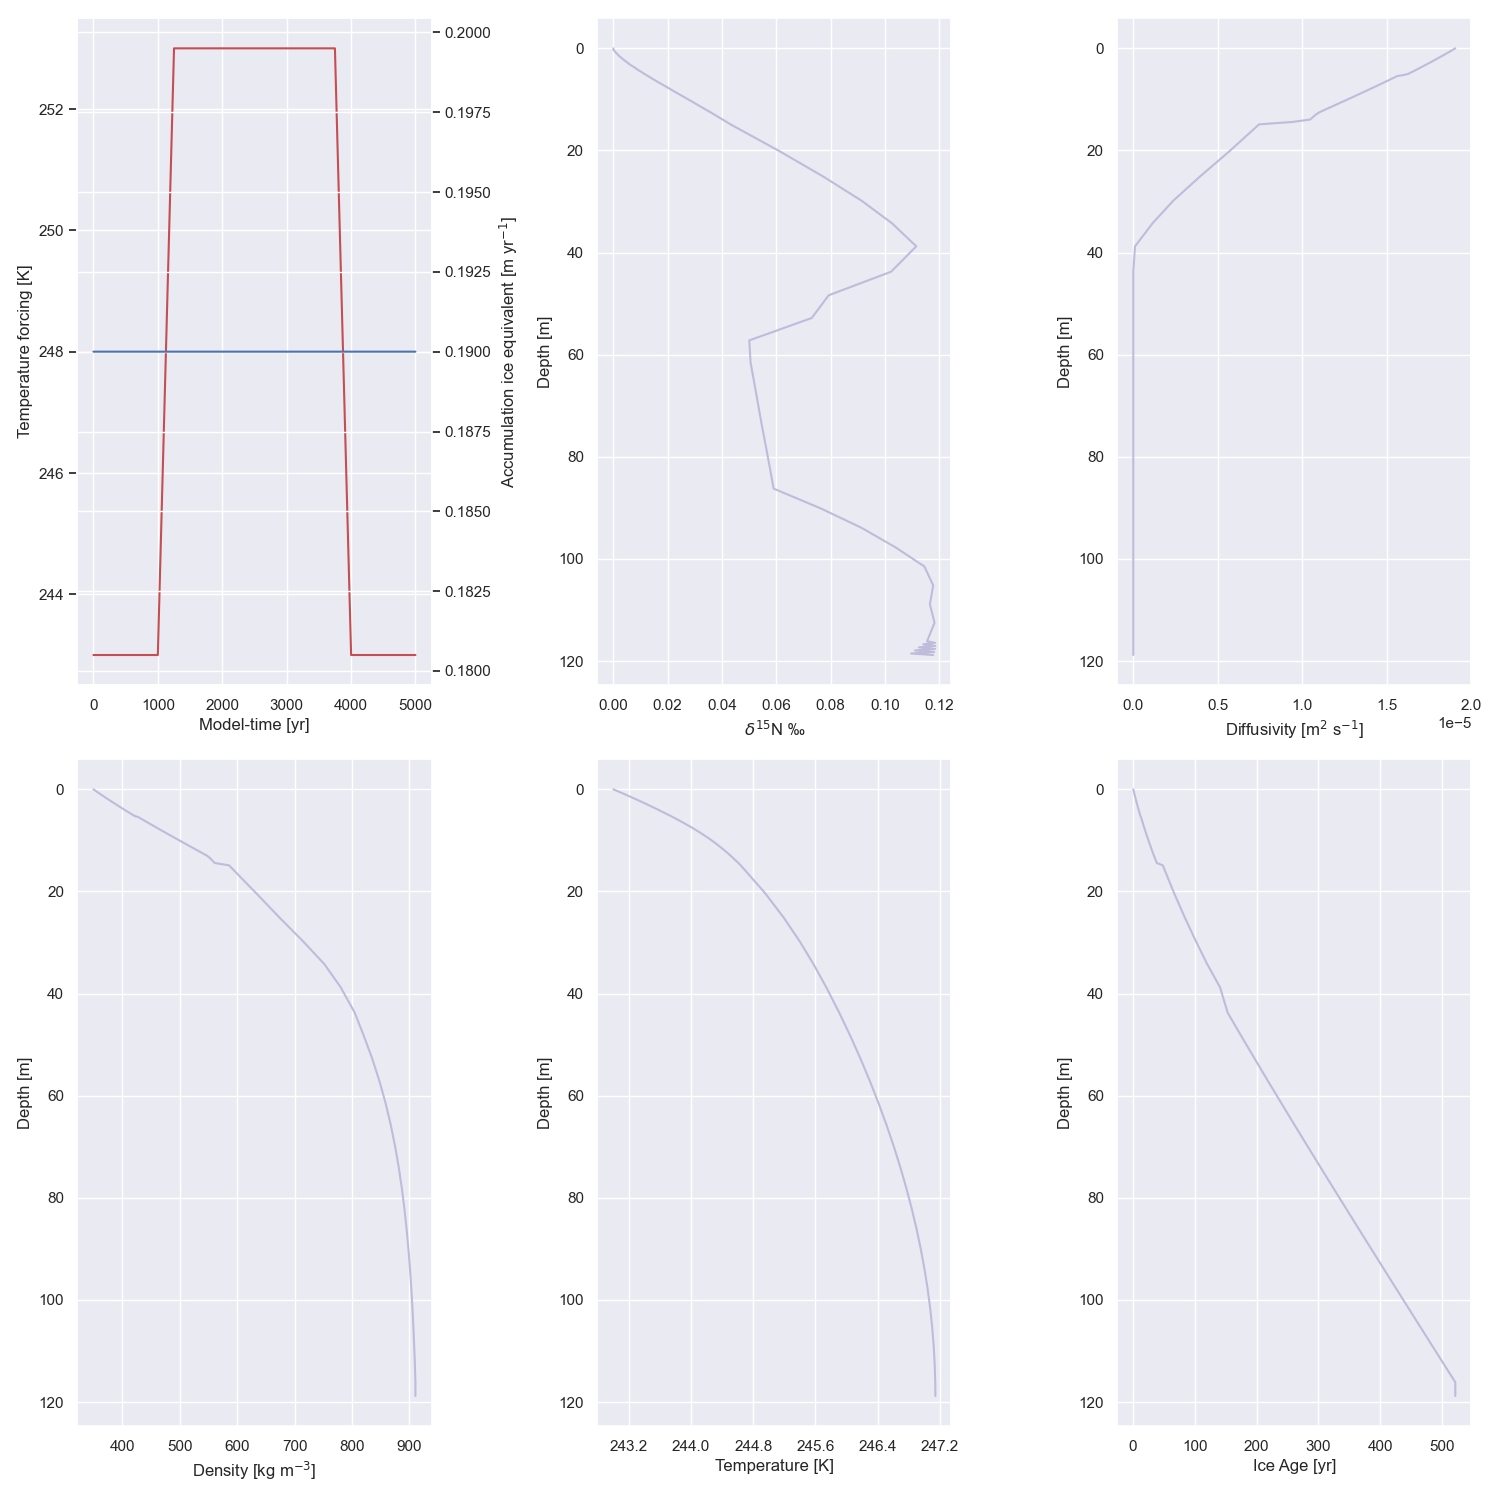 Temperature forcing [K]
252
250
248
246
244
0.2000
0.1975
0.1950
0.1925
0.1900
0.1875
0.1850
0.1825
0.1800
Accumulation ice equivalent [m yr⁻¹]
0 1000 2000 3000 4000 5000
Model-time [yr]
Depth [m]
0
20
40
60
80
100
120
0.00 0.02 0.04 0.06 0.08 0.10 0.12
δ¹⁵N ‰
Depth [m]
0
20
40
60
80
100
120
0.0 0.5 1.0 1.5 2.0
1e−5
Diffusivity [m² s⁻¹]
Depth [m]
0
20
40
60
80
100
120
400 500 600 700 800 900
Density [kg m⁻³]
Depth [m]
0
20
40
60
80
100
120
243.2 244.0 244.8 245.6 246.4 247.2
Temperature [K]
Depth [m]
0
20
40
60
80
100
120
0 100 200 300 400 500
Ice Age [yr]